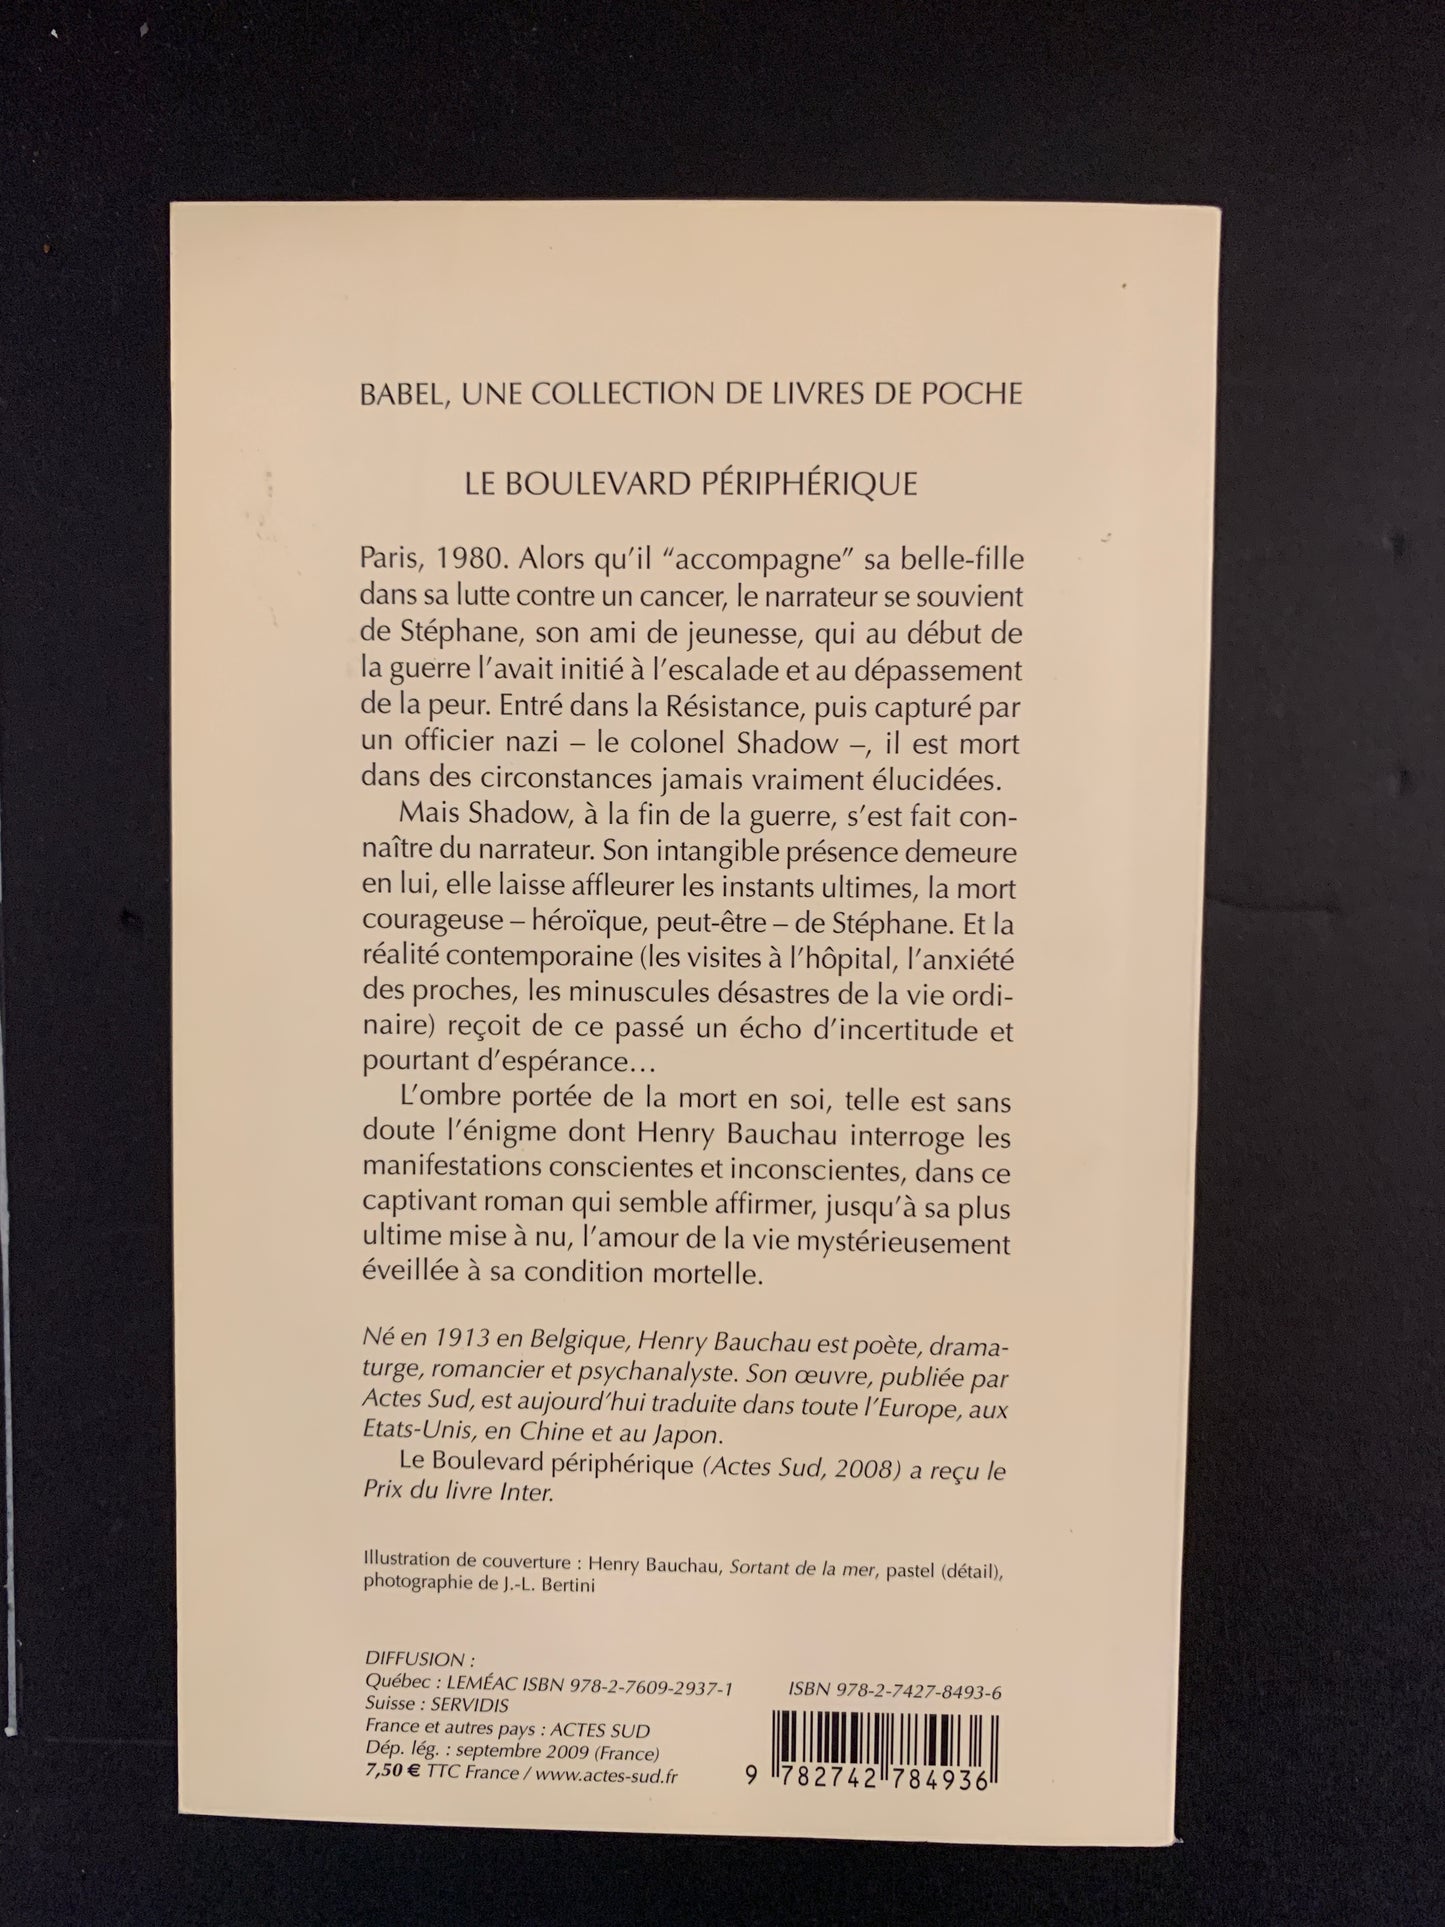 BABEL, UNE COLLECTION DE LIVRES DE POCHE
LE BOULEVARD PÉRIPHÉRIQUE
Paris, 1980. Alors qu'il “accompagne” sa belle-fille
dans sa lutte contre un cancer, le narrateur se souvient
de Stéphane, son ami de jeunesse, qui au début de
la guerre l'avait initié à l'escalade et au dépassement
de la peur. Entré dans la Résistance, puis capturé par
un officier nazi – le colonel Shadow –, il est mort
dans des circonstances jamais vraiment élucidées.
Mais Shadow, à la fin de la guerre, s'est fait con-
naître du narrateur. Son intangible présence demeure
en lui, elle laisse affleurer les instants ultimes, la mort
courageuse – héroïque, peut-être – de Stéphane. Et la
réalité contemporaine (les visites à l'hôpital, l'anxiété
des proches, les minuscules désastres de la vie ordi-
naire) reçoit de ce passé un écho d'incertitude et
pourtant d'espérance…
L'ombre portée de la mort en soi, telle est sans
doute l'énigme dont Henry Bauchau interroge les
manifestations conscientes et inconscientes, dans ce
captivant roman qui semble affirmer, jusqu'à sa plus
ultime mise à nu, l'amour de la vie mystérieusement
éveillée à sa condition mortelle.
Né en 1913 en Belgique, Henry Bauchau est poète, drama-
turge, romancier et psychanalyste. Son œuvre, publiée par
Actes Sud, est aujourd'hui traduite dans toute l'Europe, aux
Etats-Unis, en Chine et au Japon.
Le Boulevard périphérique (Actes Sud, 2008) a reçu le
Prix du livre Inter.
Illustration de couverture : Henry Bauchau, Sortant de la mer, pastel (détail),
photographie de J.-L. Bertini
DIFFUSION :
Québec : LEMÉAC ISBN 978-2-7609-2937-1
Suisse : SERVIDIS
France et autres pays : ACTES SUD
Dép. lég. : septembre 2009 (France)
7,50 € TTC France / www.actes-sud.fr
ISBN 978-2-7427-8493-6
9 782742 784936